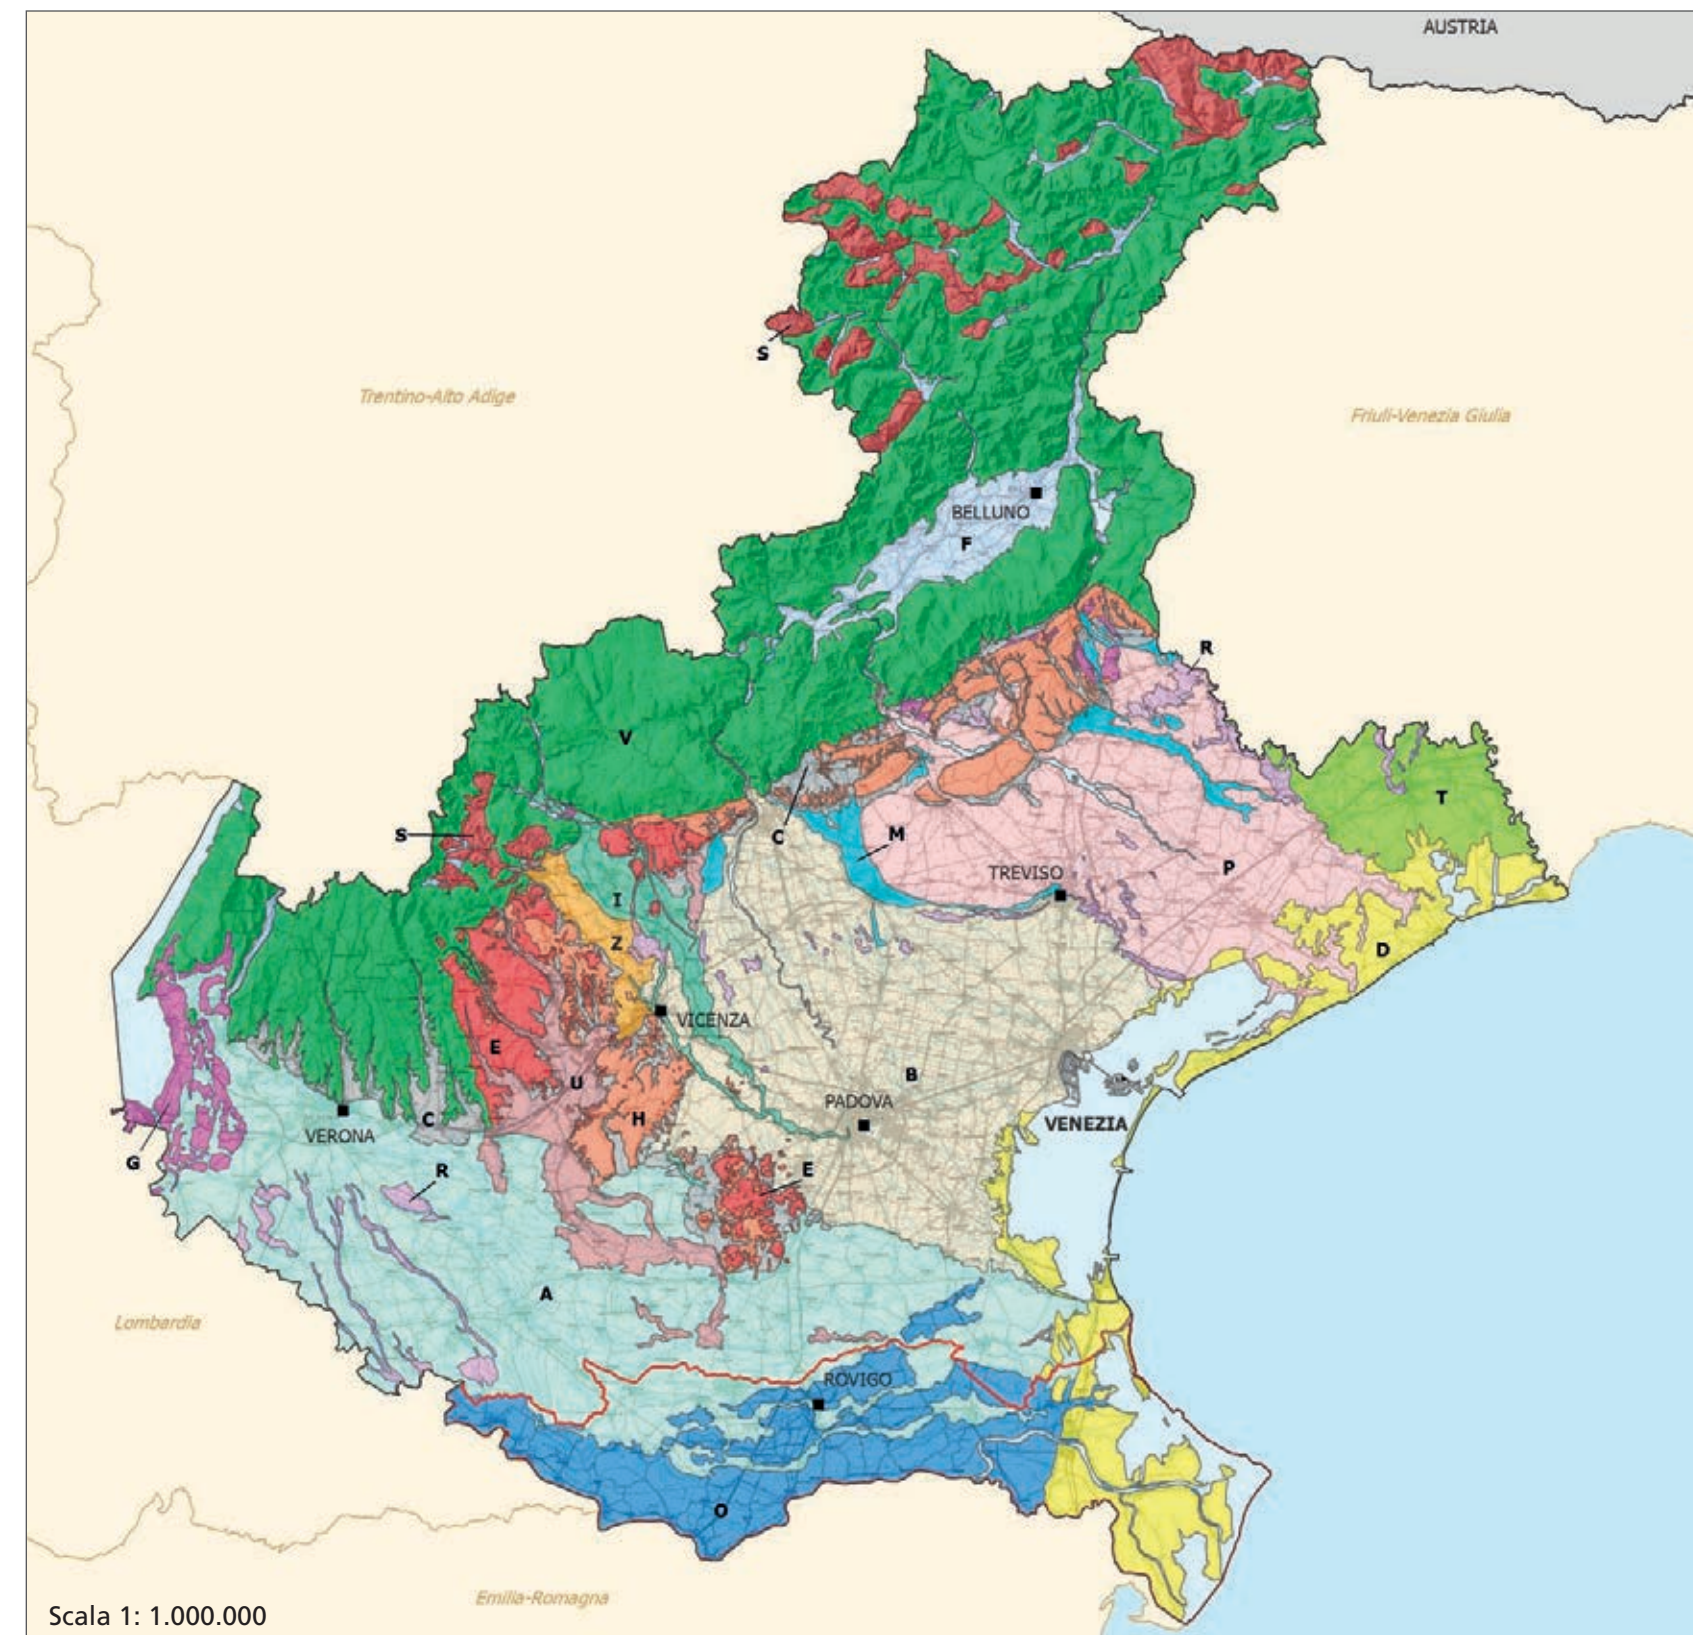 AUSTRIA
S
Trentino-Alto Adige
Friuli-Venezia Giulia
BELLUNO
F
R
V
T
S
C
M
TREVISO
P
I
Z
D
VICENZA
E
B
U
PADOVA
H
C
VENEZIA
VERONA
G
R
E
A
Lombardia
ROVIGO
O
Emilia-Romagna
Scala 1: 1.000.000